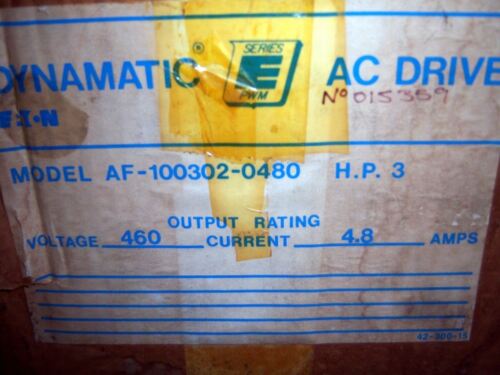 DYNAMATIC® SERIES E PWM AC DRIVE
Nº 015359
E·T·N
MODEL AF-100302-0480 H.P. 3
OUTPUT RATING
VOLTAGE 460 CURRENT 4.8 AMPS
42-300-15